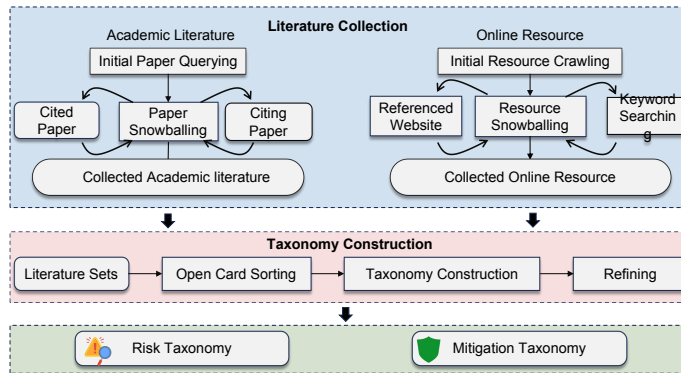 Academic Literature
Literature Collection
Online Resource
Initial Paper Querying
Initial Resource Crawling
Cited
Paper
Paper
Snowballing
Citing
Paper
Referenced
Website
Resource
Snowballing
Keyword
Searchin
g
Collected Academic literature
Collected Online Resource
Taxonomy Construction
Literature Sets
Open Card Sorting
Taxonomy Construction
Refining
Risk Taxonomy
Mitigation Taxonomy